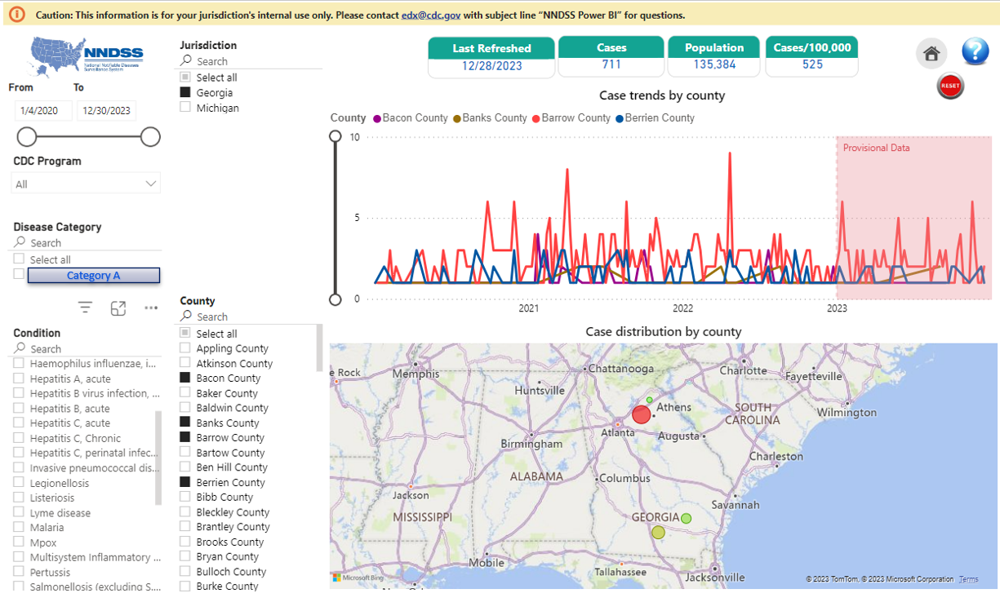 Caution: This information is for your jurisdiction's internal use only. Please contact edx@cdc.gov with subject line “NNDSS Power BI” for questions.
NNDSS
National Notifiable Diseases
Surveillance System
From To
1/4/2020 12/30/2023
CDC Program
All
Disease Category
Search
Select all
Category A
Condition
Search
Haemophilus influenzae, i...
Hepatitis A, acute
Hepatitis B virus infection, ...
Hepatitis B, acute
Hepatitis C, acute
Hepatitis C, Chronic
Hepatitis C, perinatal infec...
Invasive pneumococcal dis...
Legionellosis
Listeriosis
Lyme disease
Malaria
Mpox
Multisystem Inflammatory ...
Pertussis
Salmonellosis (excluding S....
Jurisdiction
Search
Select all
Georgia
Michigan
County
Search
Select all
Appling County
Atkinson County
Bacon County
Baker County
Baldwin County
Banks County
Barrow County
Bartow County
Ben Hill County
Berrien County
Bibb County
Bleckley County
Brantley County
Brooks County
Bryan County
Bulloch County
Burke County
Last Refreshed
12/28/2023
Cases
711
Population
135,384
Cases/100,000
525
RESET
Case trends by county
County Bacon County Banks County Barrow County Berrien County
10
5
0
Provisional Data
2021 2022 2023
Case distribution by county
e Rock
Memphis
Chattanooga
Charlotte
Fayetteville
Huntsville
Athens
SOUTH
CAROLINA
Wilmington
Atlanta
Birmingham
Augusta
Charleston
ALABAMA
Columbus
Jackson
Savannah
MISSISSIPPI
GEORGIA
Mobile
Tallahassee
Jacksonville
Microsoft Bing
© 2023 TomTom, © 2023 Microsoft Corporation Terms